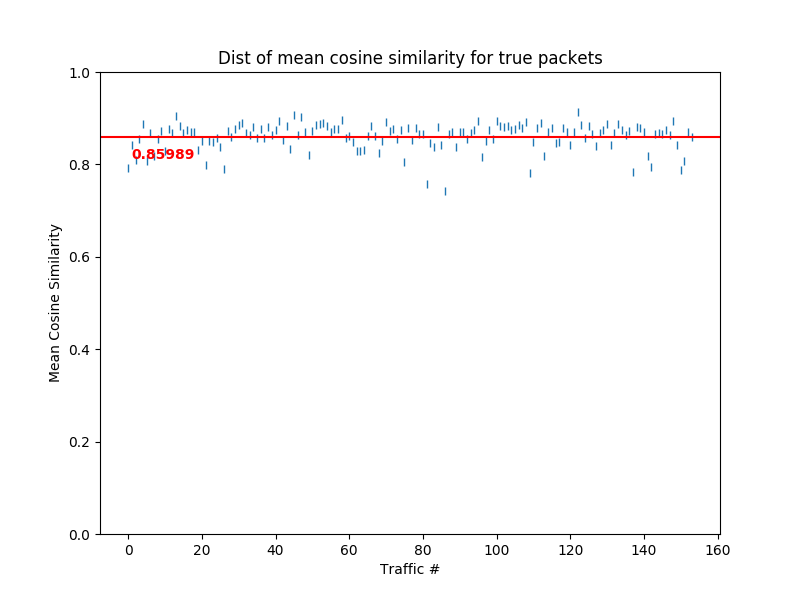 Dist of mean cosine similarity for true packets
1.0
0.8
0.6
0.4
0.2
0.0
Mean Cosine Similarity
0.85989
0 20 40 60 80 100 120 140 160
Traffic #